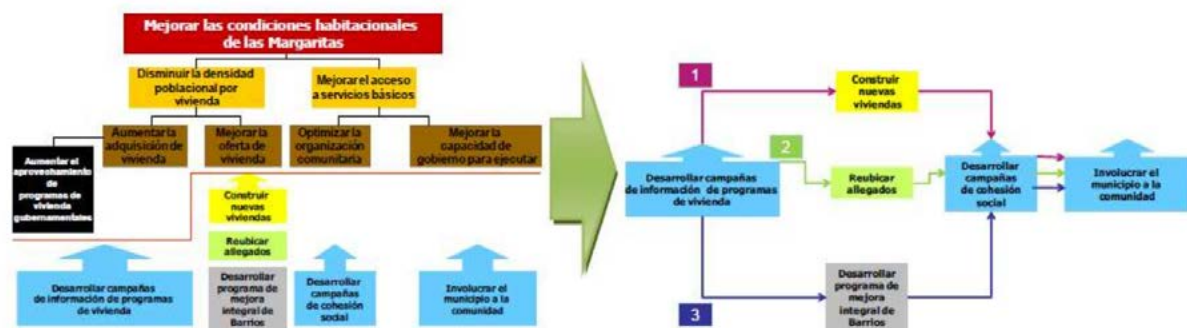 Mejorar las condiciones habitacionales
de las Margaritas
Disminuir la densidad
poblacional por
vivienda
Mejorar el acceso
a servicios básicos
Aumentar la
adquisición de
vivienda
Mejorar la
oferta de
vivienda
Optimizar la
organización
comunitaria
Mejorar la
capacidad de
gobierno para ejecutar
Aumentar el
aprovechamiento
de
programas de
vivienda
gubernamentales
Construir
nuevas
viviendas
Reubicar
allegados
Desarrollar campañas
de información de programas
de vivienda
Desarrollar
programa de
mejora
integral de
Barrios
Desarrollar
campañas
de cohesión
social
Involucrar el
municipio a la
comunidad
1
Construir
nuevas
viviendas
2
Desarrollar campañas
de información de programas
de vivienda
Reubicar
allegados
Desarrollar
campañas
de cohesión
social
Involucrar el
municipio a la
comunidad
3
Desarrollar
programa de
mejora
integral de
Barrios